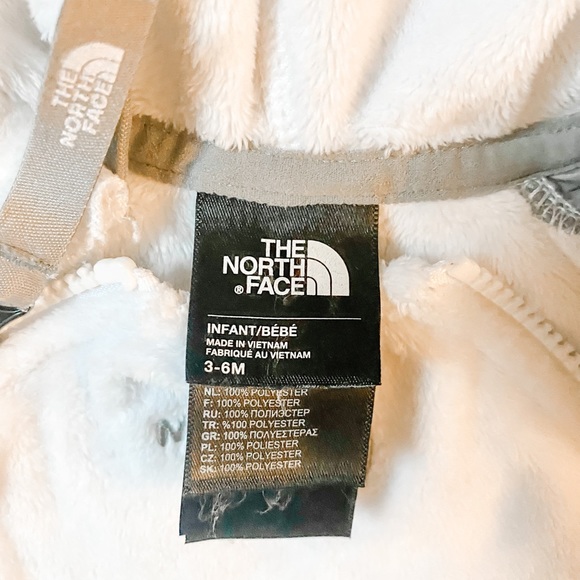 THE
NORTH
FACE
THE
NORTH
® FACE
INFANT/BÉBÉ
MADE IN VIETNAM
FABRIQUÉ AU VIETNAM
3-6M
NL: 100% POLYESTER
F: 100% POLYESTER
RU: 100% ПОЛИЭСТЕР
TR: %100 POLYESTER
GR: 100% ΠΟΛΥΕΣΤΕΡΑΣ
PL: 100% POLIESTER
CZ: 100% POLYESTER
SK: 100% POLYESTER